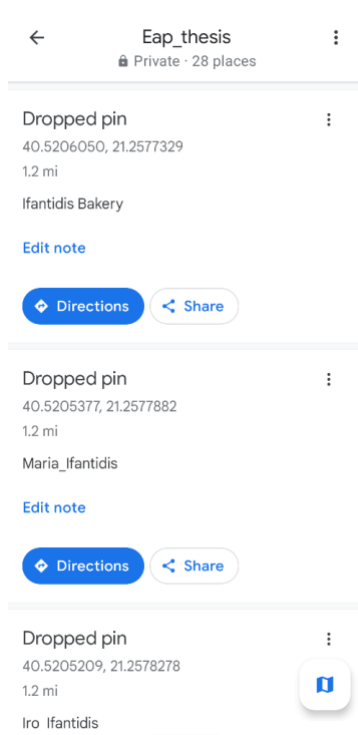 Eap_thesis
Private · 28 places
Dropped pin
40.5206050, 21.2577329
1.2 mi
Ifantidis Bakery
Edit note
Directions
Share
Dropped pin
40.5205377, 21.2577882
1.2 mi
Maria_Ifantidis
Edit note
Directions
Share
Dropped pin
40.5205209, 21.2578278
1.2 mi
Iro Ifantidis